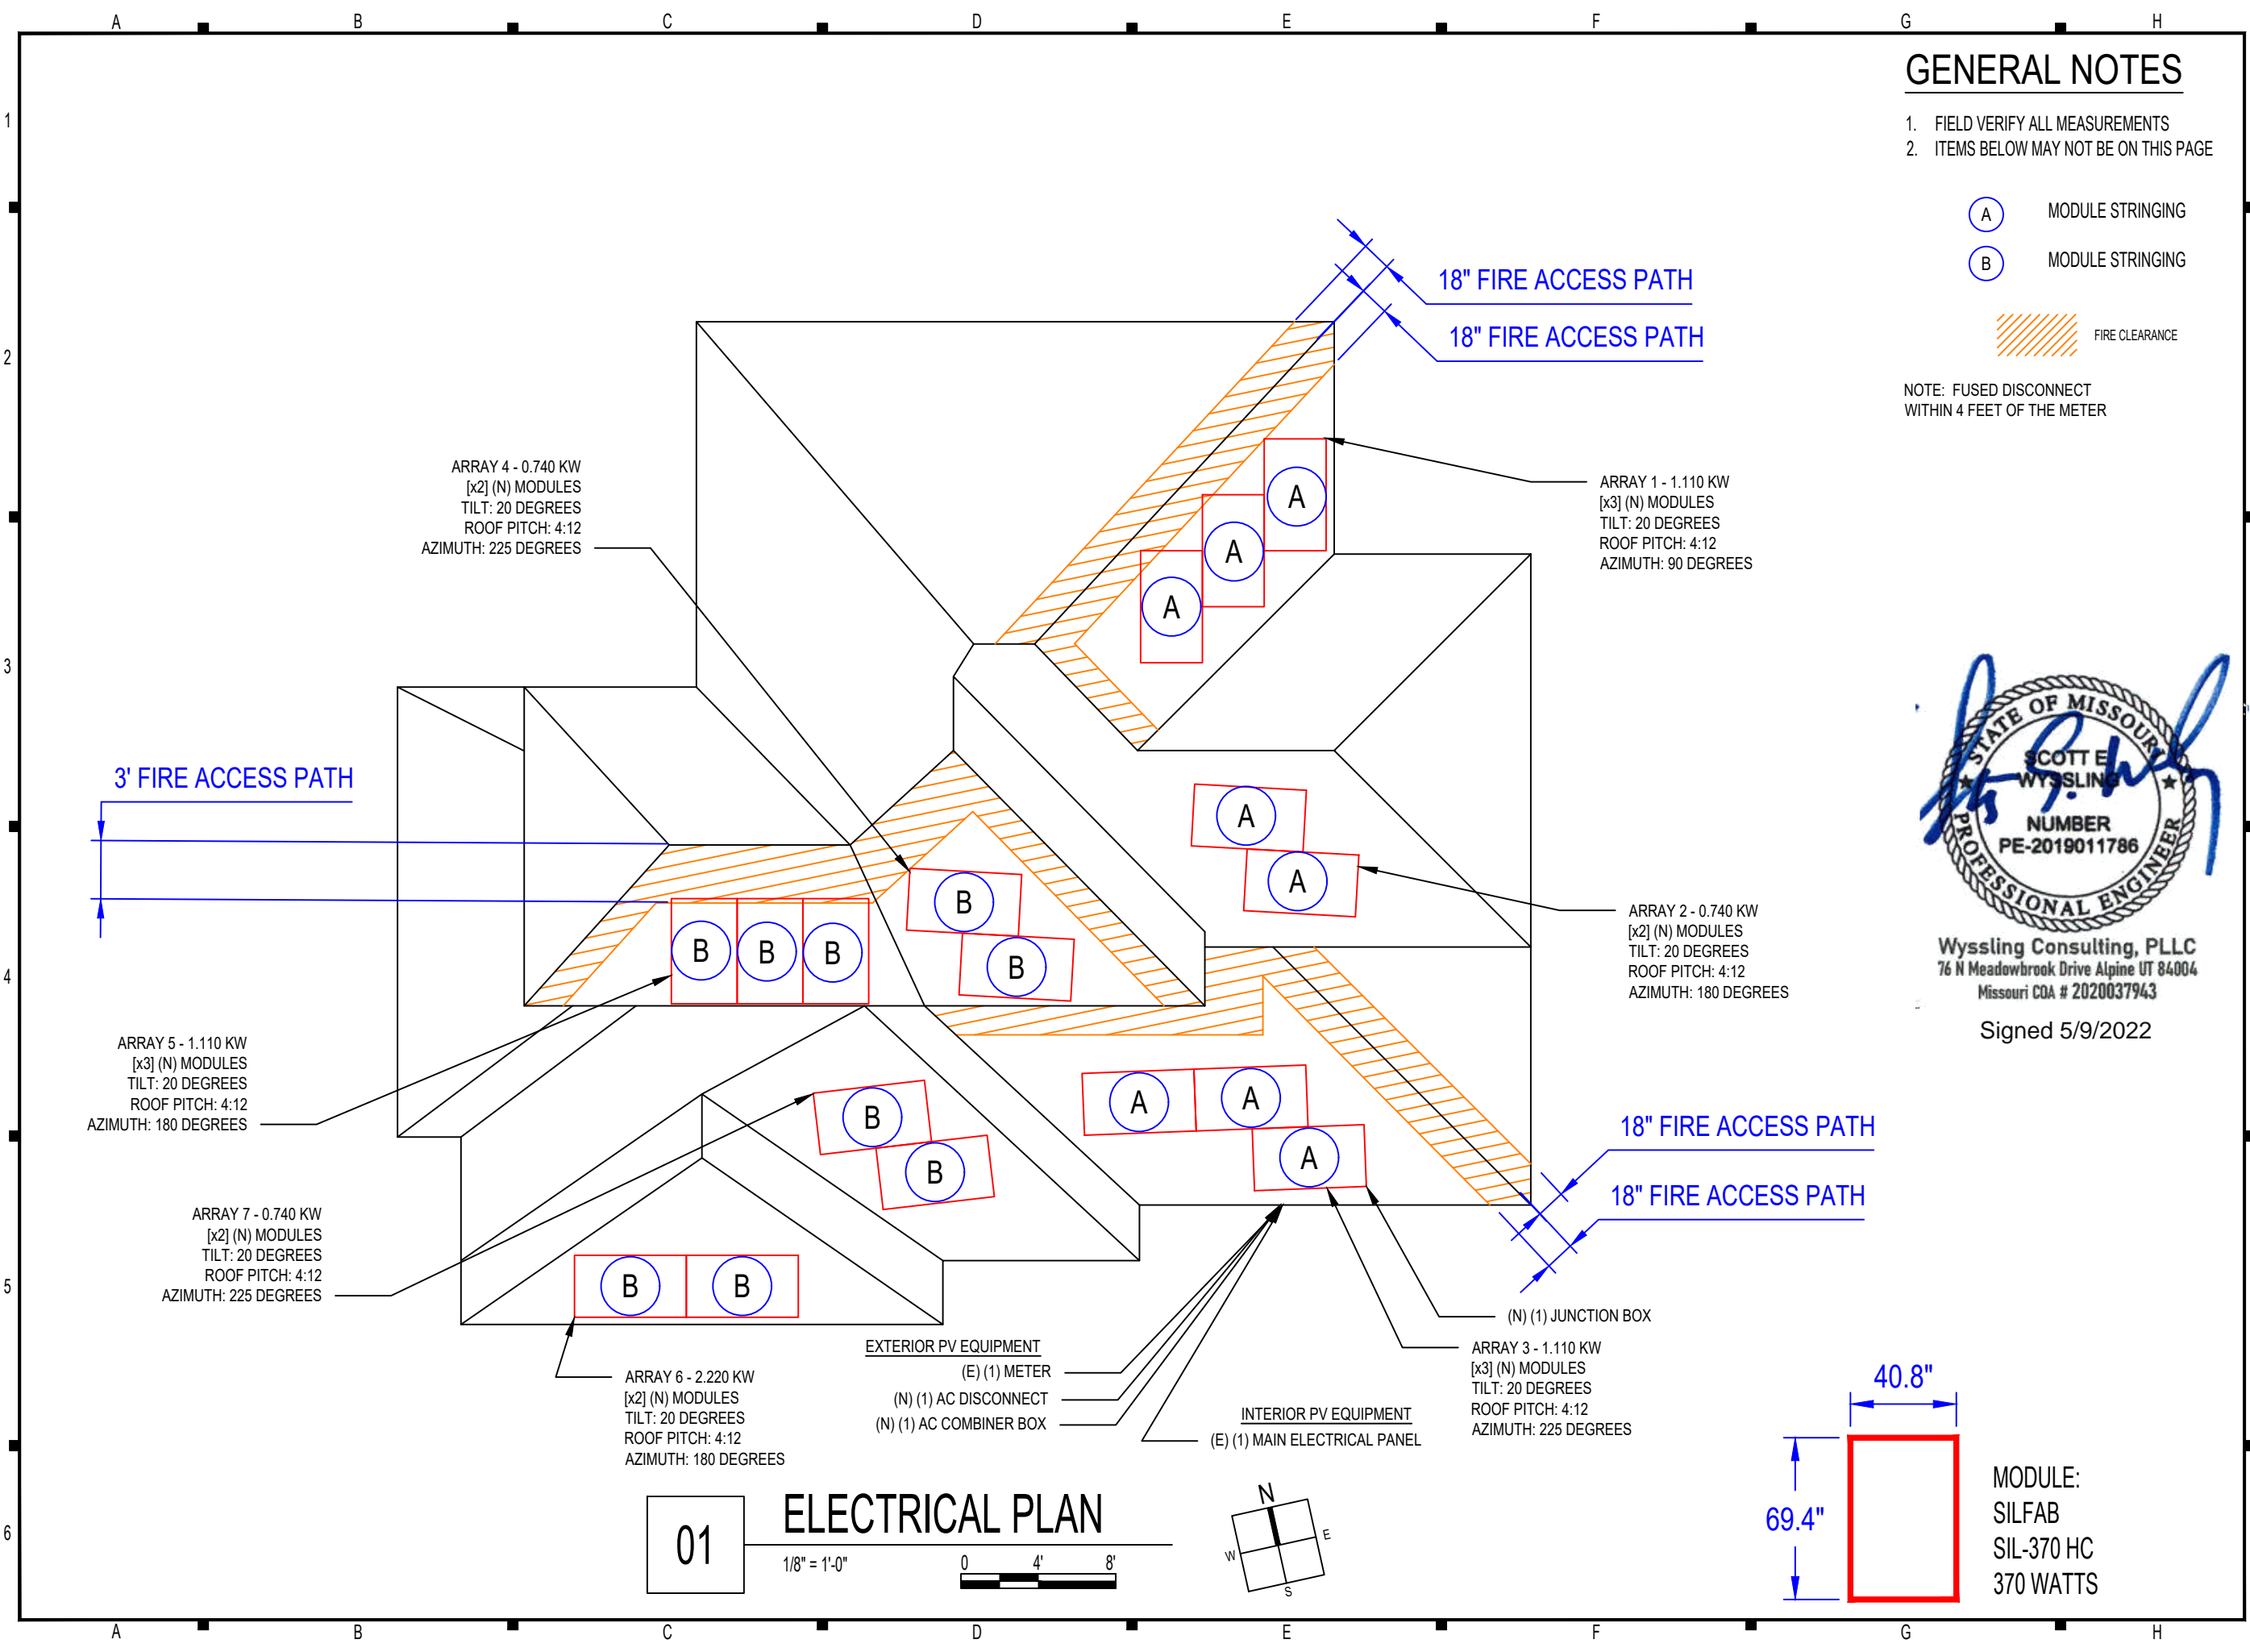 A B C D E F G H
1
2
3
4
5
6
GENERAL NOTES
1. FIELD VERIFY ALL MEASUREMENTS
2. ITEMS BELOW MAY NOT BE ON THIS PAGE
A MODULE STRINGING
B MODULE STRINGING
FIRE CLEARANCE
NOTE: FUSED DISCONNECT
WITHIN 4 FEET OF THE METER
18" FIRE ACCESS PATH
18" FIRE ACCESS PATH
ARRAY 4 - 0.740 KW
[x2] (N) MODULES
TILT: 20 DEGREES
ROOF PITCH: 4:12
AZIMUTH: 225 DEGREES
ARRAY 1 - 1.110 KW
[x3] (N) MODULES
TILT: 20 DEGREES
ROOF PITCH: 4:12
AZIMUTH: 90 DEGREES
A
A
A
3' FIRE ACCESS PATH
A
A
B
B
B B B
ARRAY 2 - 0.740 KW
[x2] (N) MODULES
TILT: 20 DEGREES
ROOF PITCH: 4:12
AZIMUTH: 180 DEGREES
STATE OF MISSOURI
SCOTT E.
WYSSLING
NUMBER
PE-2019011786
PROFESSIONAL ENGINEER
Wyssling Consulting, PLLC
76 N Meadowbrook Drive Alpine UT 84004
Missouri COA # 2020037943
Signed 5/9/2022
ARRAY 5 - 1.110 KW
[x3] (N) MODULES
TILT: 20 DEGREES
ROOF PITCH: 4:12
AZIMUTH: 180 DEGREES
A A
A
B
B
18" FIRE ACCESS PATH
18" FIRE ACCESS PATH
ARRAY 7 - 0.740 KW
[x2] (N) MODULES
TILT: 20 DEGREES
ROOF PITCH: 4:12
AZIMUTH: 225 DEGREES
B B
ARRAY 6 - 2.220 KW
[x2] (N) MODULES
TILT: 20 DEGREES
ROOF PITCH: 4:12
AZIMUTH: 180 DEGREES
EXTERIOR PV EQUIPMENT
(E) (1) METER
(N) (1) AC DISCONNECT
(N) (1) AC COMBINER BOX
INTERIOR PV EQUIPMENT
(E) (1) MAIN ELECTRICAL PANEL
(N) (1) JUNCTION BOX
ARRAY 3 - 1.110 KW
[x3] (N) MODULES
TILT: 20 DEGREES
ROOF PITCH: 4:12
AZIMUTH: 225 DEGREES
01
ELECTRICAL PLAN
1/8" = 1'-0"
0 4' 8'
N
E
W
S
40.8"
69.4"
MODULE:
SILFAB
SIL-370 HC
370 WATTS
A B C D E F G H